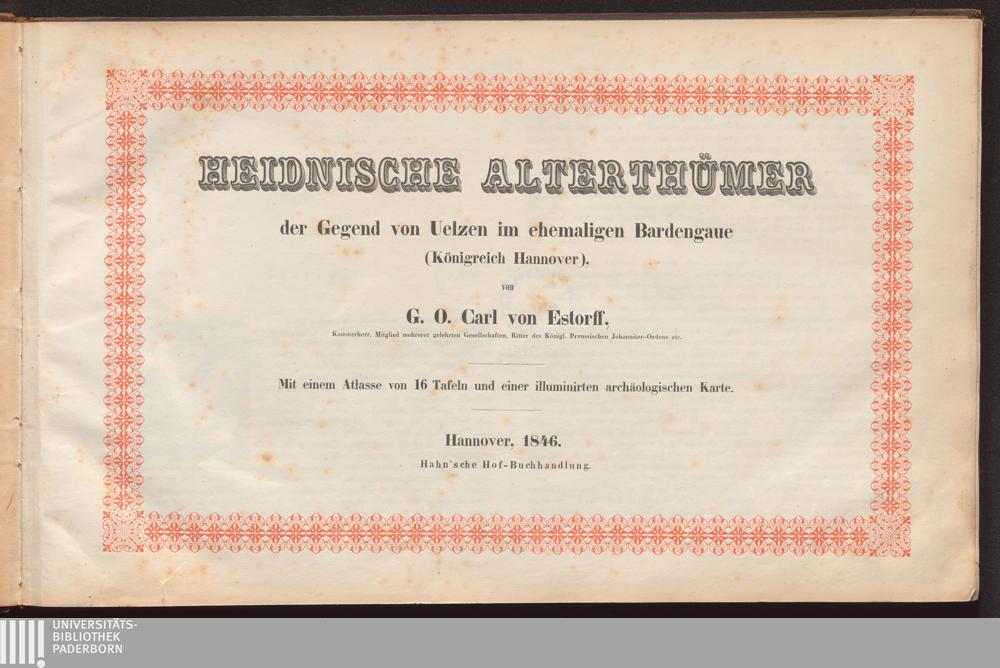 HEIDNISCHE ALTERTHÜMER
der Gegend von Uelzen im ehemaligen Bardengaue
(Königreich Hannover),
von
G. O. Carl von Estorff,
Kammerherr, Mitglied mehrerer gelehrten Gesellschaften, Ritter des Königl. Preussischen Johanniter-Ordens etc.
Mit einem Atlasse von 16 Tafeln und einer illuminirten archäologischen Karte.
Hannover, 1846.
Hahn'sche Hof-Buchhandlung.
UNIVERSITÄTS-
BIBLIOTHEK
PADERBORN